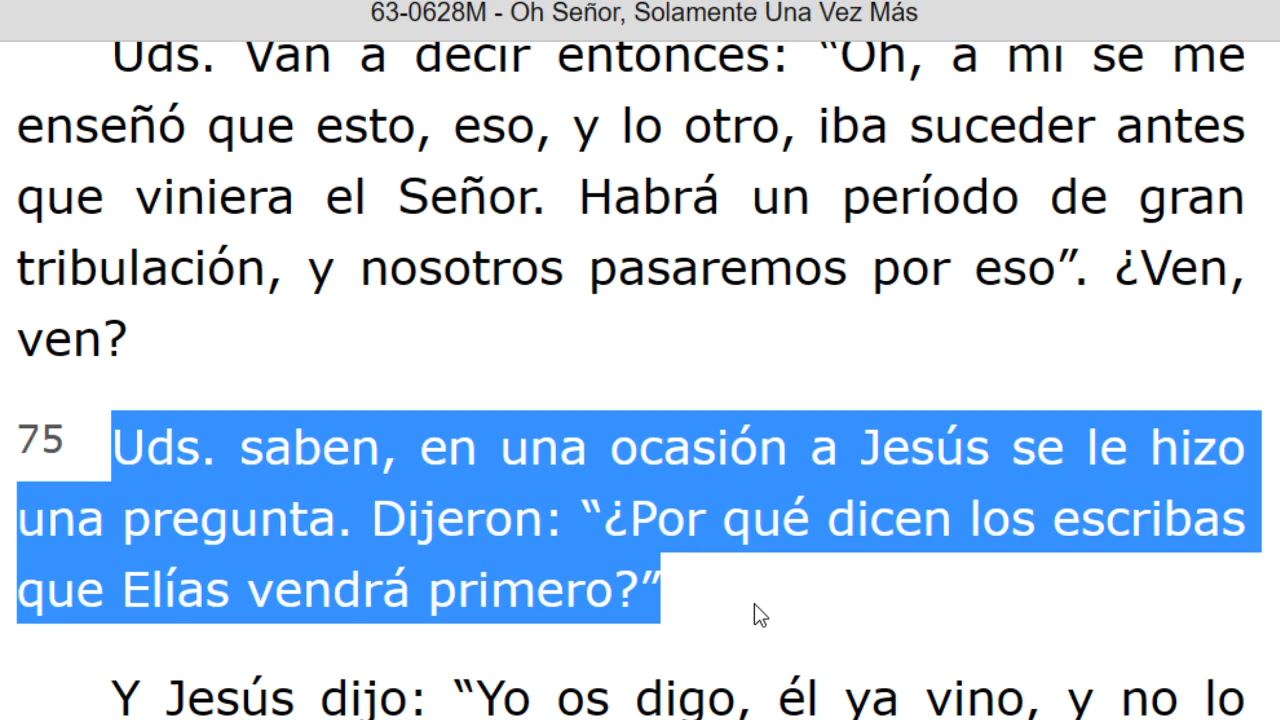 63-0628M - Oh Señor, Solamente Una Vez Más
Uds. Van a decir entonces: “Oh, a mí se me
enseñó que esto, eso, y lo otro, iba suceder antes
que viniera el Señor. Habrá un período de gran
tribulación, y nosotros pasaremos por eso”. ¿Ven,
ven?
75 Uds. saben, en una ocasión a Jesús se le hizo
una pregunta. Dijeron: “¿Por qué dicen los escribas
que Elías vendrá primero?”
Y Jesús dijo: “Yo os digo, él ya vino, y no lo